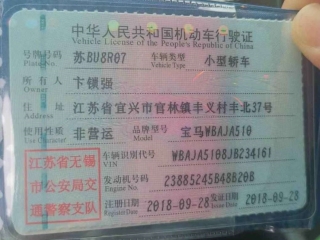 中华人民共和国机动车行驶证
Vehicle License of the People's Republic of China
号牌号码 苏BU8R07 车辆类型 小型轿车
Plate No. Vehicle Type
所有人 卞锁强
Owner
住址 江苏省宜兴市官林镇丰义村丰北37号
Address
使用性质 非营运 品牌型号 宝马WBAJA510
Use Character Model
江苏省无锡
市公安局交
通警察支队
车辆识别代号 WBAJA5108JB234161
VIN
发动机号码 23885245B48B20B
Engine No.
注册日期 2018-09-28 发证日期 2018-09-28
Register Date Issue Date